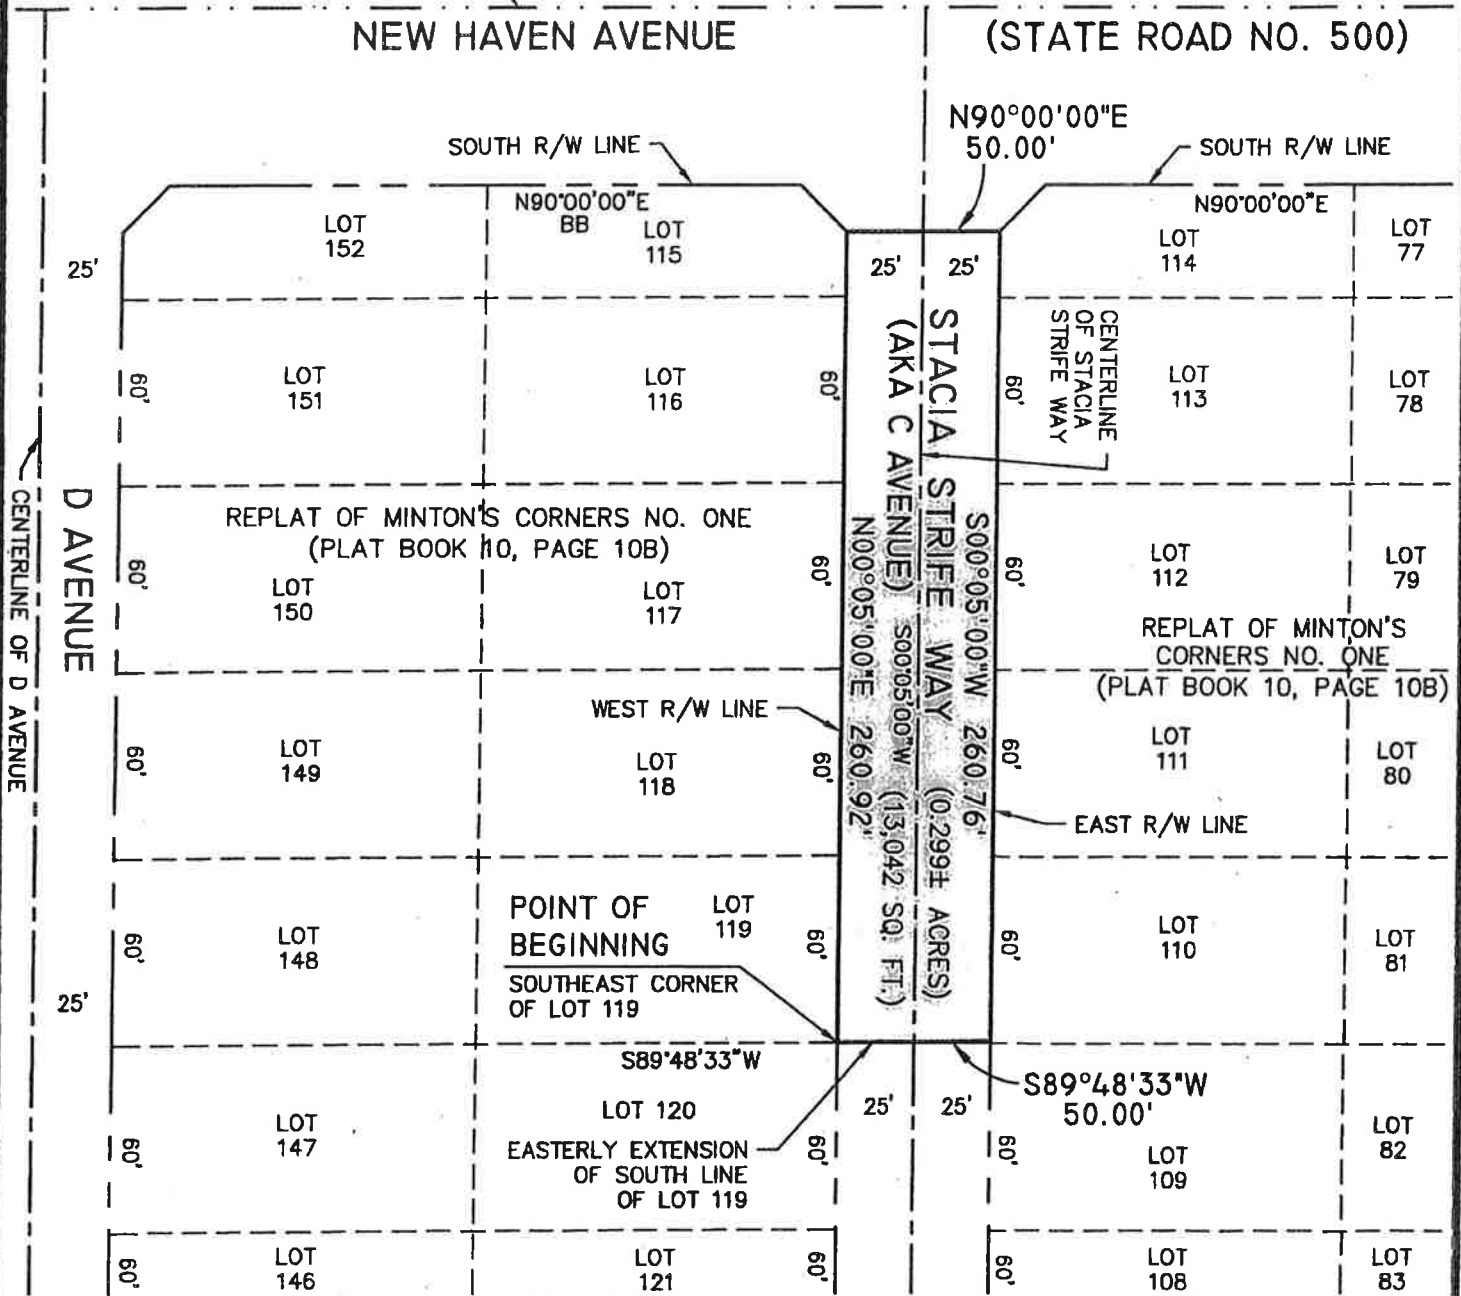 NEW HAVEN AVENUE
(STATE ROAD NO. 500)
N90°00'00"E
50.00'
SOUTH R/W LINE
SOUTH R/W LINE
N90°00'00"E
BB
N90°00'00"E
LOT
152
LOT
115
LOT
114
LOT
77
25'
25'
25'
CENTERLINE
OF STACIA
STRIFE WAY
LOT
151
LOT
116
LOT
113
LOT
78
60'
60'
60'
STACIA STRIFE WAY (0.299± ACRES)
(AKA C AVENUE) S00°05'00"W (13,042 SQ. FT.)
S00°05'00"W 260.76'
N00°05'00"E 260.92'
D AVENUE
CENTERLINE OF D AVENUE
REPLAT OF MINTON'S CORNERS NO. ONE
(PLAT BOOK 10, PAGE 10B)
LOT
150
LOT
117
LOT
112
LOT
79
60'
60'
60'
REPLAT OF MINTON'S
CORNERS NO. ONE
(PLAT BOOK 10, PAGE 10B)
WEST R/W LINE
LOT
149
LOT
118
LOT
111
LOT
80
60'
60'
60'
EAST R/W LINE
POINT OF
BEGINNING
SOUTHEAST CORNER
OF LOT 119
LOT
119
LOT
148
LOT
110
LOT
81
60'
60'
60'
25'
S89°48'33"W
S89°48'33"W
50.00'
25'
25'
LOT
147
LOT 120
EASTERLY EXTENSION
OF SOUTH LINE
OF LOT 119
LOT
109
LOT
82
60'
60'
60'
LOT
146
LOT
121
LOT
108
LOT
83
60'
60'
60'